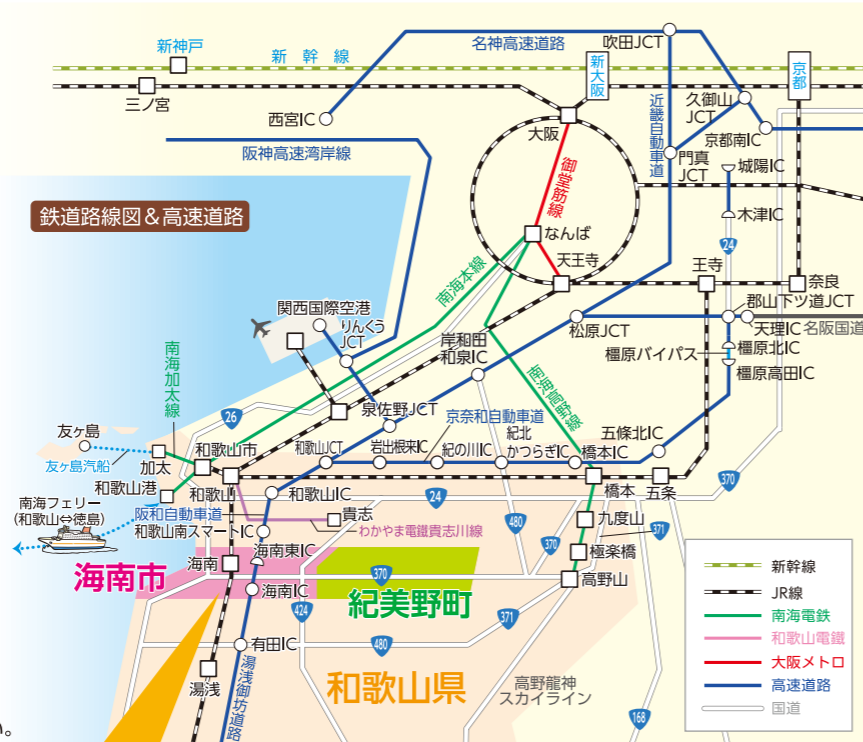 新神戸
新幹線
名神高速道路
吹田JCT
新大阪
京都
三ノ宮
西宮IC
大阪
近畿自動車道
久御山
JCT
京都南IC
阪神高速湾岸線
御堂筋線
門真
JCT
城陽IC
木津IC
24
鉄道路線図&高速道路
なんば
天王寺
王寺
奈良
南海本線
関西国際空港
りんくう
JCT
郡山下ツ道JCT
天理IC
名阪国道
松原JCT
岸和田
和泉IC
橿原北IC
橿原バイパス
橿原高田IC
南海加太線
南海高野線
26
泉佐野JCT
京奈和自動車道
五條北IC
友ヶ島
友ヶ島汽船
加太
和歌山市
和歌山JCT
岩出根来IC
紀の川IC
紀北
かつらぎIC
橋本IC
和歌山港
和歌山
和歌山IC
24
橋本
五条
370
南海フェリー
(和歌山⇔徳島)
阪和自動車道
和歌山南スマートIC
貴志
わかやま電鐵貴志川線
480
370
九度山
371
海南東IC
極楽橋
海南市
海南
370
高野山
海南IC
紀美野町
424
371
有田IC
480
湯浅
湯浅御坊道路
和歌山県
高野龍神
スカイライン
168
新幹線
JR線
南海電鉄
和歌山電鐵
大阪メトロ
高速道路
国道
い。